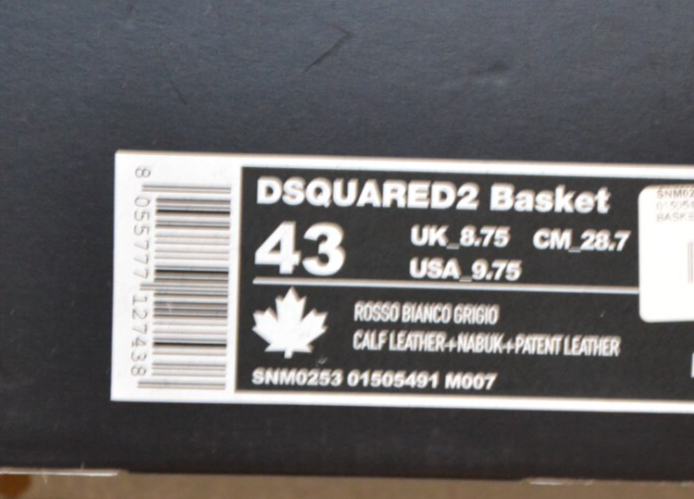 8 055777 127438
DSQUARED2 Basket
43
UK_8.75 CM_28.7
USA_9.75
ROSSO BIANCO GRIGIO
CALF LEATHER+NABUK+PATENT LEATHER
SNM0253 01505491 M007